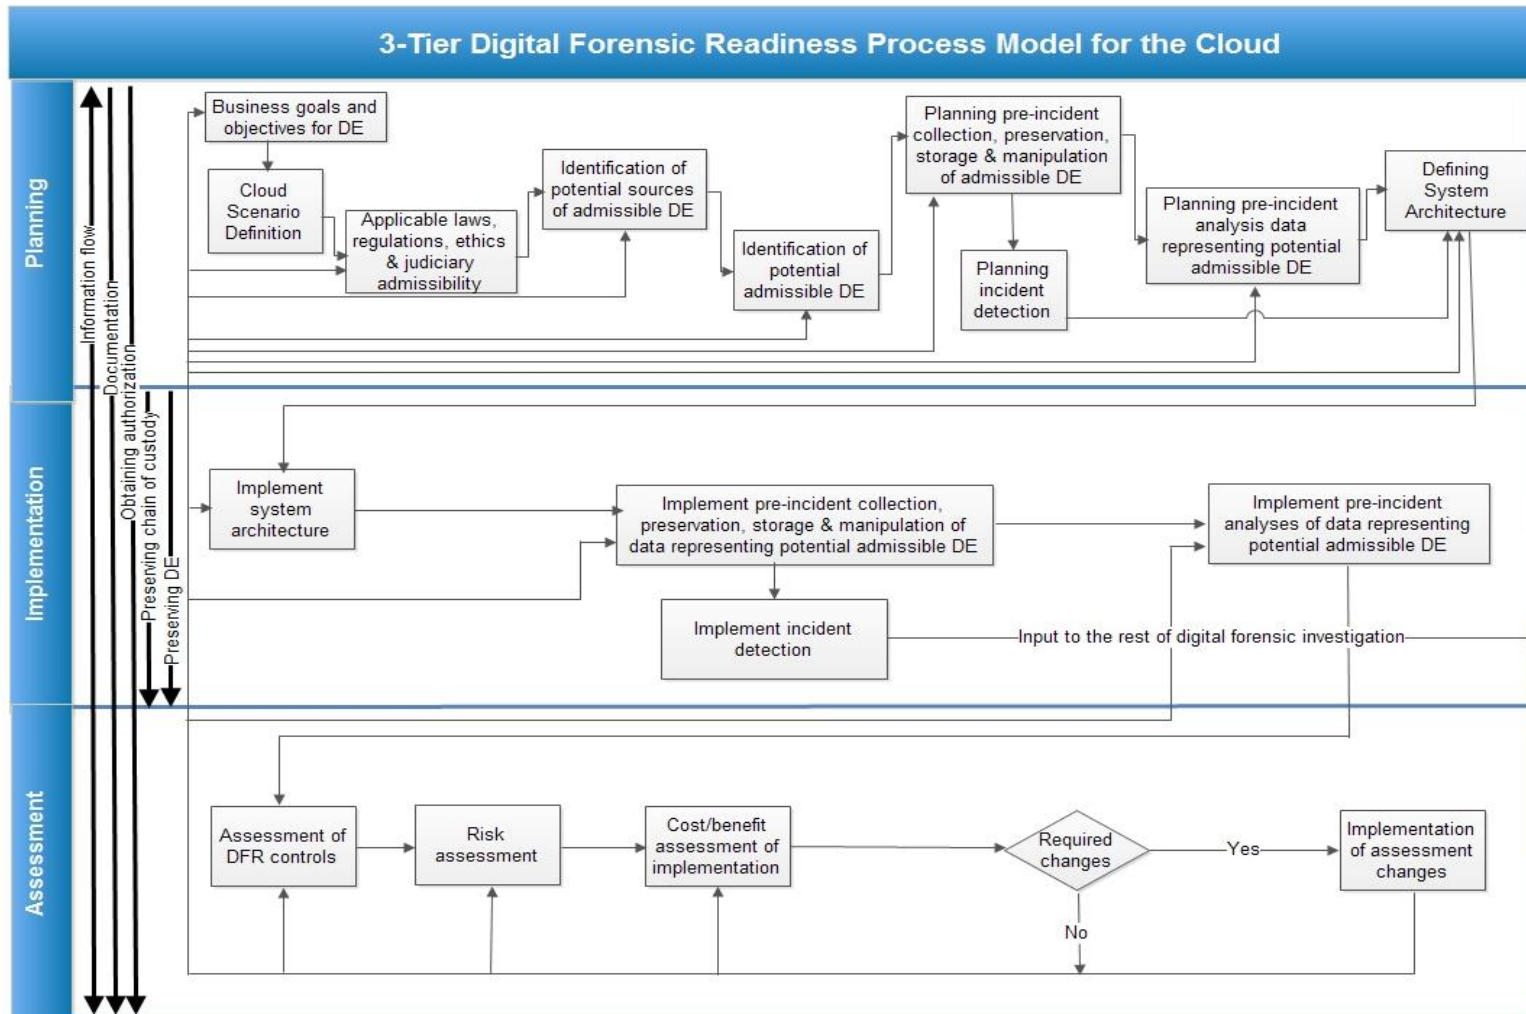 3-Tier Digital Forensic Readiness Process Model for the Cloud
Planning
Information flow
Documentation
Obtaining authorization
Business goals and
objectives for DE
Cloud
Scenario
Definition
Applicable laws,
regulations, ethics
& judiciary
admissibility
Identification of
potential sources
of admissible DE
Identification of
potential
admissible DE
Planning pre-incident
collection, preservation,
storage & manipulation
of admissible DE
Planning
incident
detection
Planning pre-incident
analysis data
representing potential
admissible DE
Defining
System
Architecture
Implementation
Preserving chain of custody
Preserving DE
Implement
system
architecture
Implement pre-incident collection,
preservation, storage & manipulation of
data representing potential admissible DE
Implement pre-incident
analyses of data representing
potential admissible DE
Implement incident
detection
Input to the rest of digital forensic investigation
Assessment
Assessment of
DFR controls
Risk
assessment
Cost/benefit
assessment of
implementation
Required
changes
Yes
No
Implementation
of assessment
changes